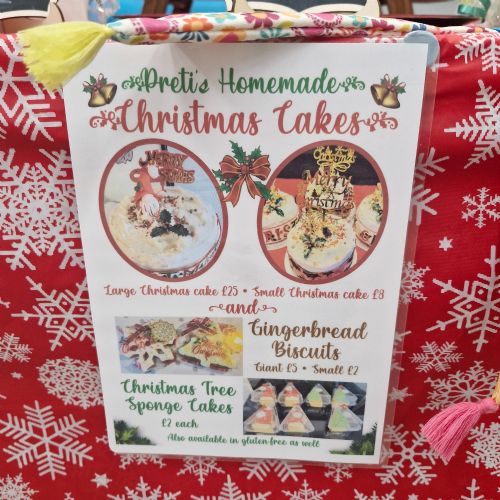 Preti's Homemade
Christmas Cakes
Large Christmas cake £25 • Small Christmas cake £8
and
Gingerbread
Biscuits
Giant £5 • Small £2
Christmas Tree
Sponge Cakes
£2 each
Also available in gluten-free as well